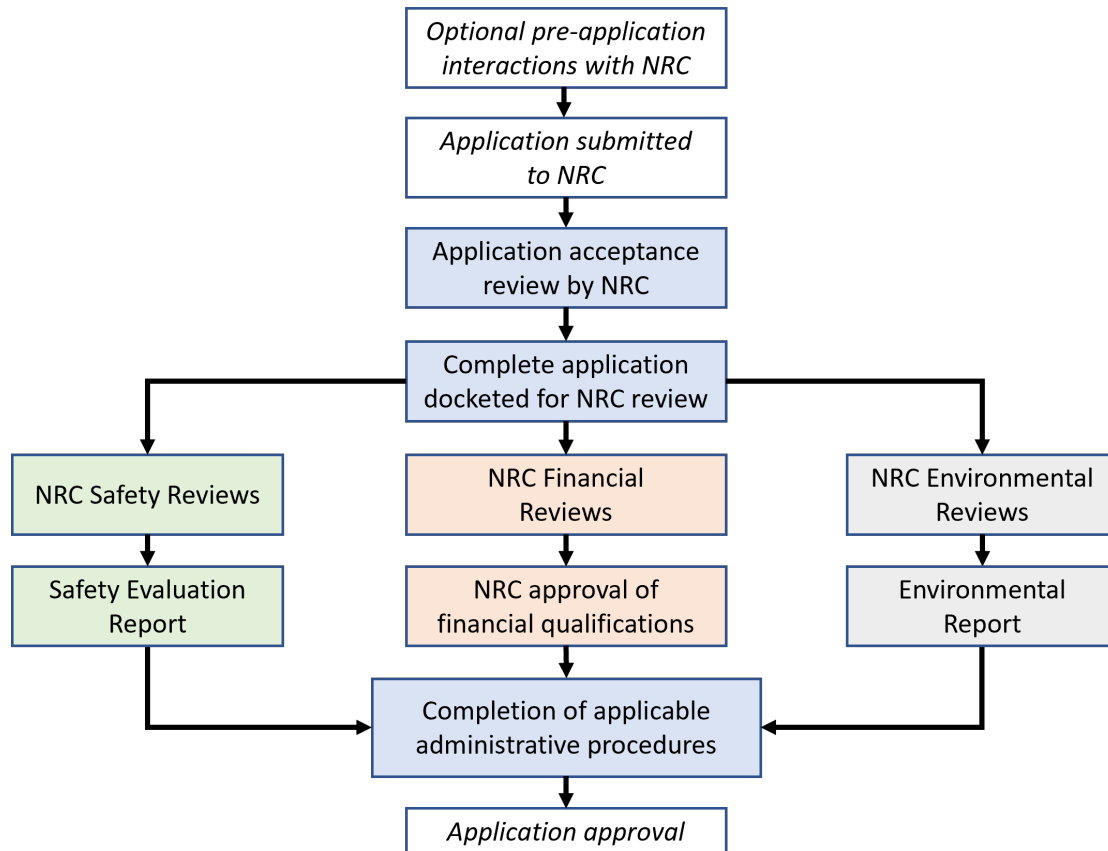 Optional pre-application
interactions with NRC
Application submitted
to NRC
Application acceptance
review by NRC
Complete application
docketed for NRC review
NRC Safety Reviews
NRC Financial
Reviews
NRC Environmental
Reviews
Safety Evaluation
Report
NRC approval of
financial qualifications
Environmental
Report
Completion of applicable
administrative procedures
Application approval